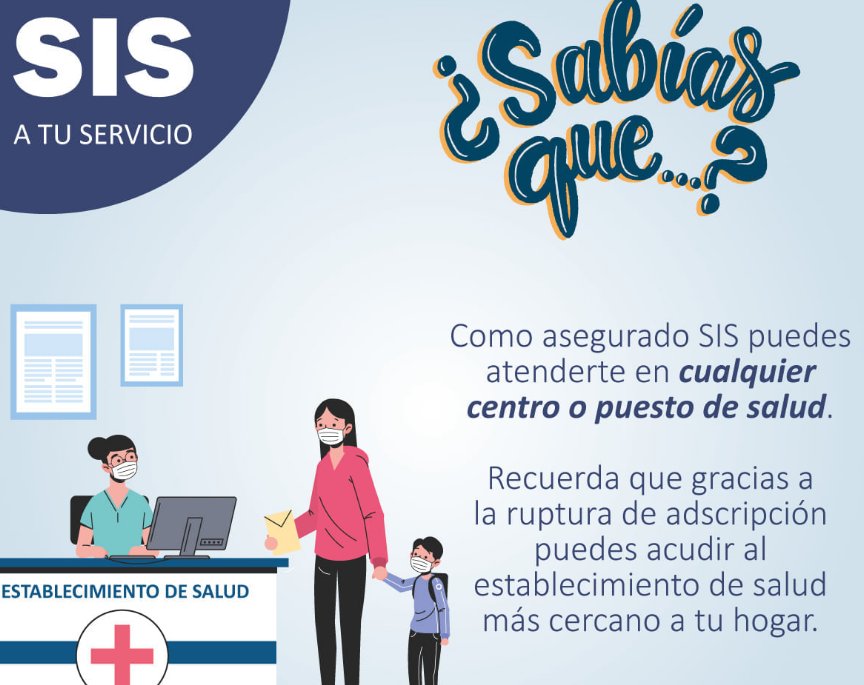 SIS
A TU SERVICIO
¿Sabías
que...?
Como asegurado SIS puedes
atenderte en cualquier
centro o puesto de salud.
Recuerda que gracias a
la ruptura de adscripción
puedes acudir al
establecimiento de salud
más cercano a tu hogar.
ESTABLECIMIENTO DE SALUD